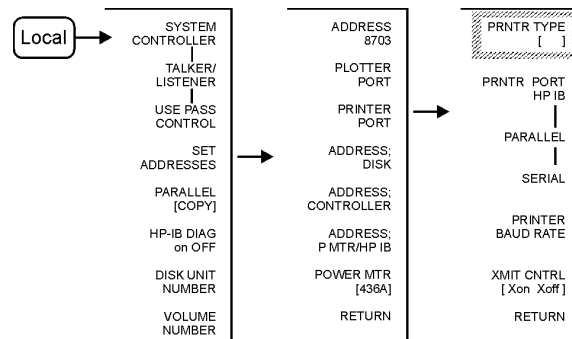 Local
SYSTEM
CONTROLLER
TALKER/
LISTENER
USE PASS
CONTROL
SET
ADDRESSES
PARALLEL
[COPY]
HP-IB DIAG
on OFF
DISK UNIT
NUMBER
VOLUME
NUMBER
ADDRESS
8703
PLOTTER
PORT
PRINTER
PORT
ADDRESS;
DISK
ADDRESS;
CONTROLLER
ADDRESS;
P MTR/HP IB
POWER MTR
[436A]
RETURN
PRNTR TYPE
[ ]
PRNTR PORT
HP IB
PARALLEL
SERIAL
PRINTER
BAUD RATE
XMIT CNTRL
[ Xon Xoff ]
RETURN